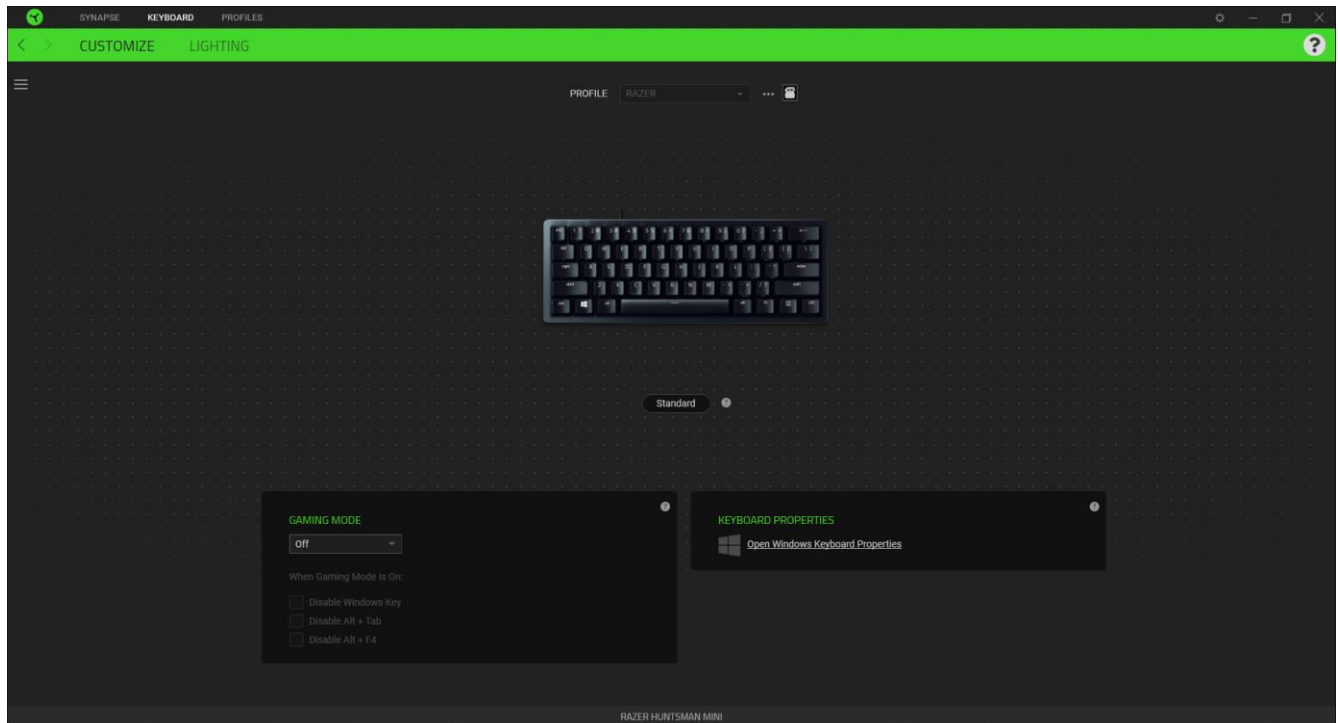 SYNAPSE KEYBOARD PROFILES
CUSTOMIZE LIGHTING ?
PROFILE RAZER
Standard ?
?
GAMING MODE
Off
When Gaming Mode is On:
Disable Windows Key
Disable Alt + Tab
Disable Alt + F4
?
KEYBOARD PROPERTIES
Open Windows Keyboard Properties
RAZER HUNTSMAN MINI